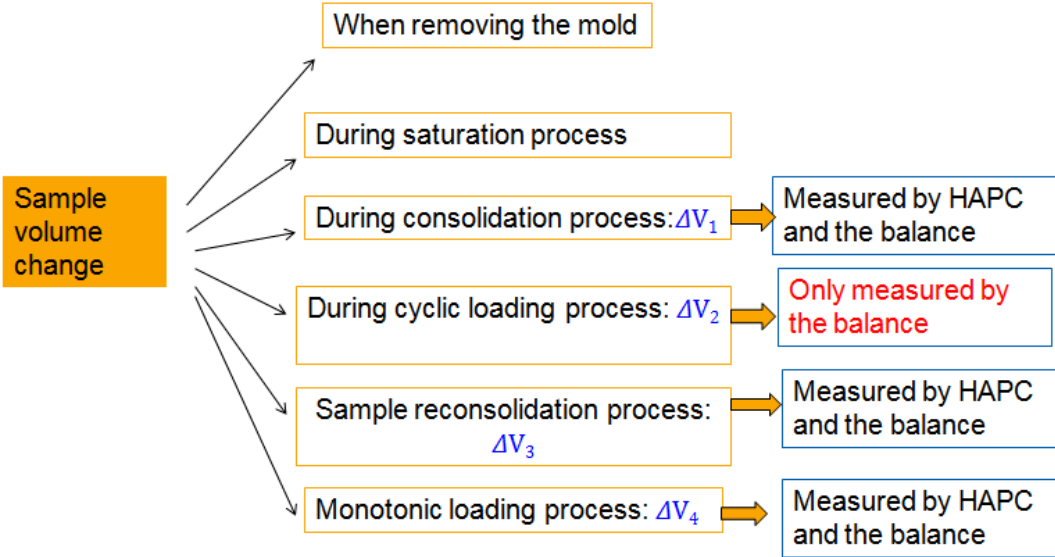 When removing the mold
During saturation process
Sample
volume
change
During consolidation process:ΔV₁
Measured by HAPC
and the balance
During cyclic loading process: ΔV₂
Only measured by
the balance
Sample reconsolidation process:
ΔV₃
Measured by HAPC
and the balance
Monotonic loading process: ΔV₄
Measured by HAPC
and the balance